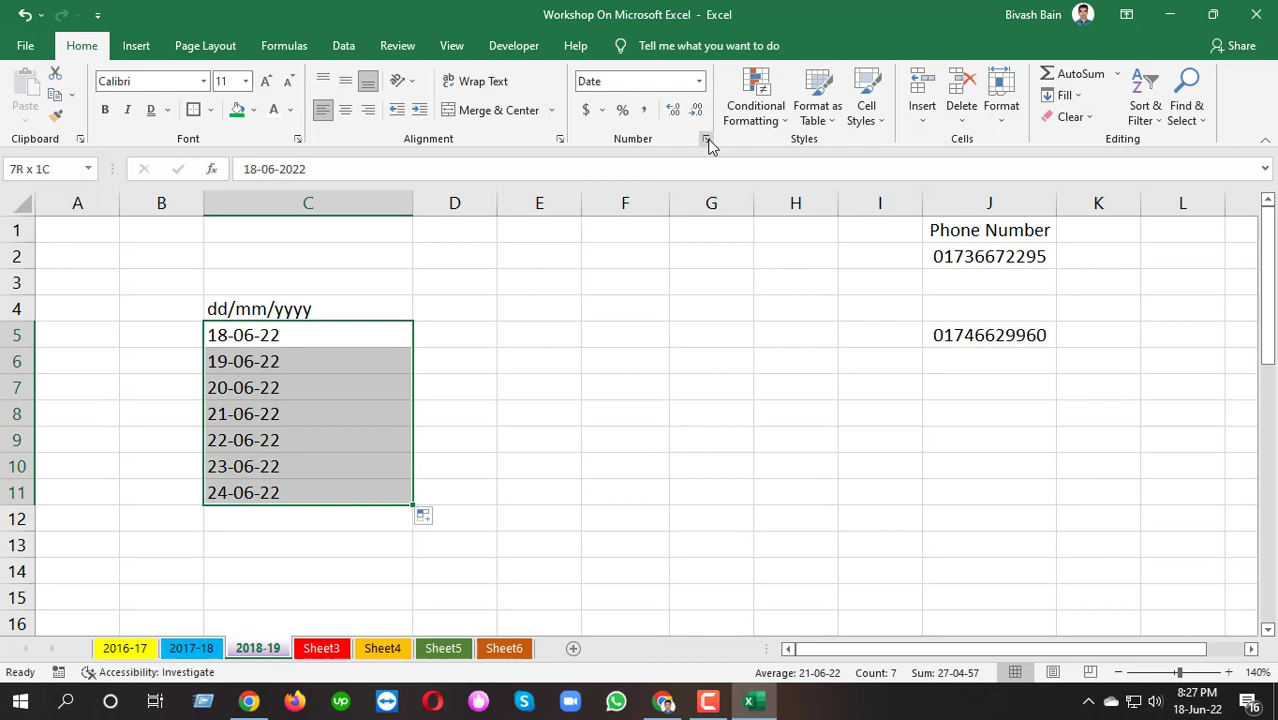 Workshop On Microsoft Excel - Excel
Bivash Bain
File Home Insert Page Layout Formulas Data Review View Developer Help Tell me what you want to do Share
Calibri 11 Wrap Text Date AutoSum
Paste B I D A Merge & Center $ % , Conditional Formatting Format as Table Cell Styles Insert Delete Format Fill Clear Sort & Filter Find & Select
Clipboard Font Alignment Number Styles Cells Editing
7R x 1C fx 18-06-2022
A B C D E F G H I J K L
1 Phone Number
2 01736672295
3
4 dd/mm/yyyy
5 18-06-22 01746629960
6 19-06-22
7 20-06-22
8 21-06-22
9 22-06-22
10 23-06-22
11 24-06-22
12
13
14
15
16
2016-17 2017-18 2018-19 Sheet3 Sheet4 Sheet5 Sheet6
Ready Accessibility: Investigate Average: 21-06-22 Count: 7 Sum: 27-04-57 140%
8:27 PM
18-Jun-22 16